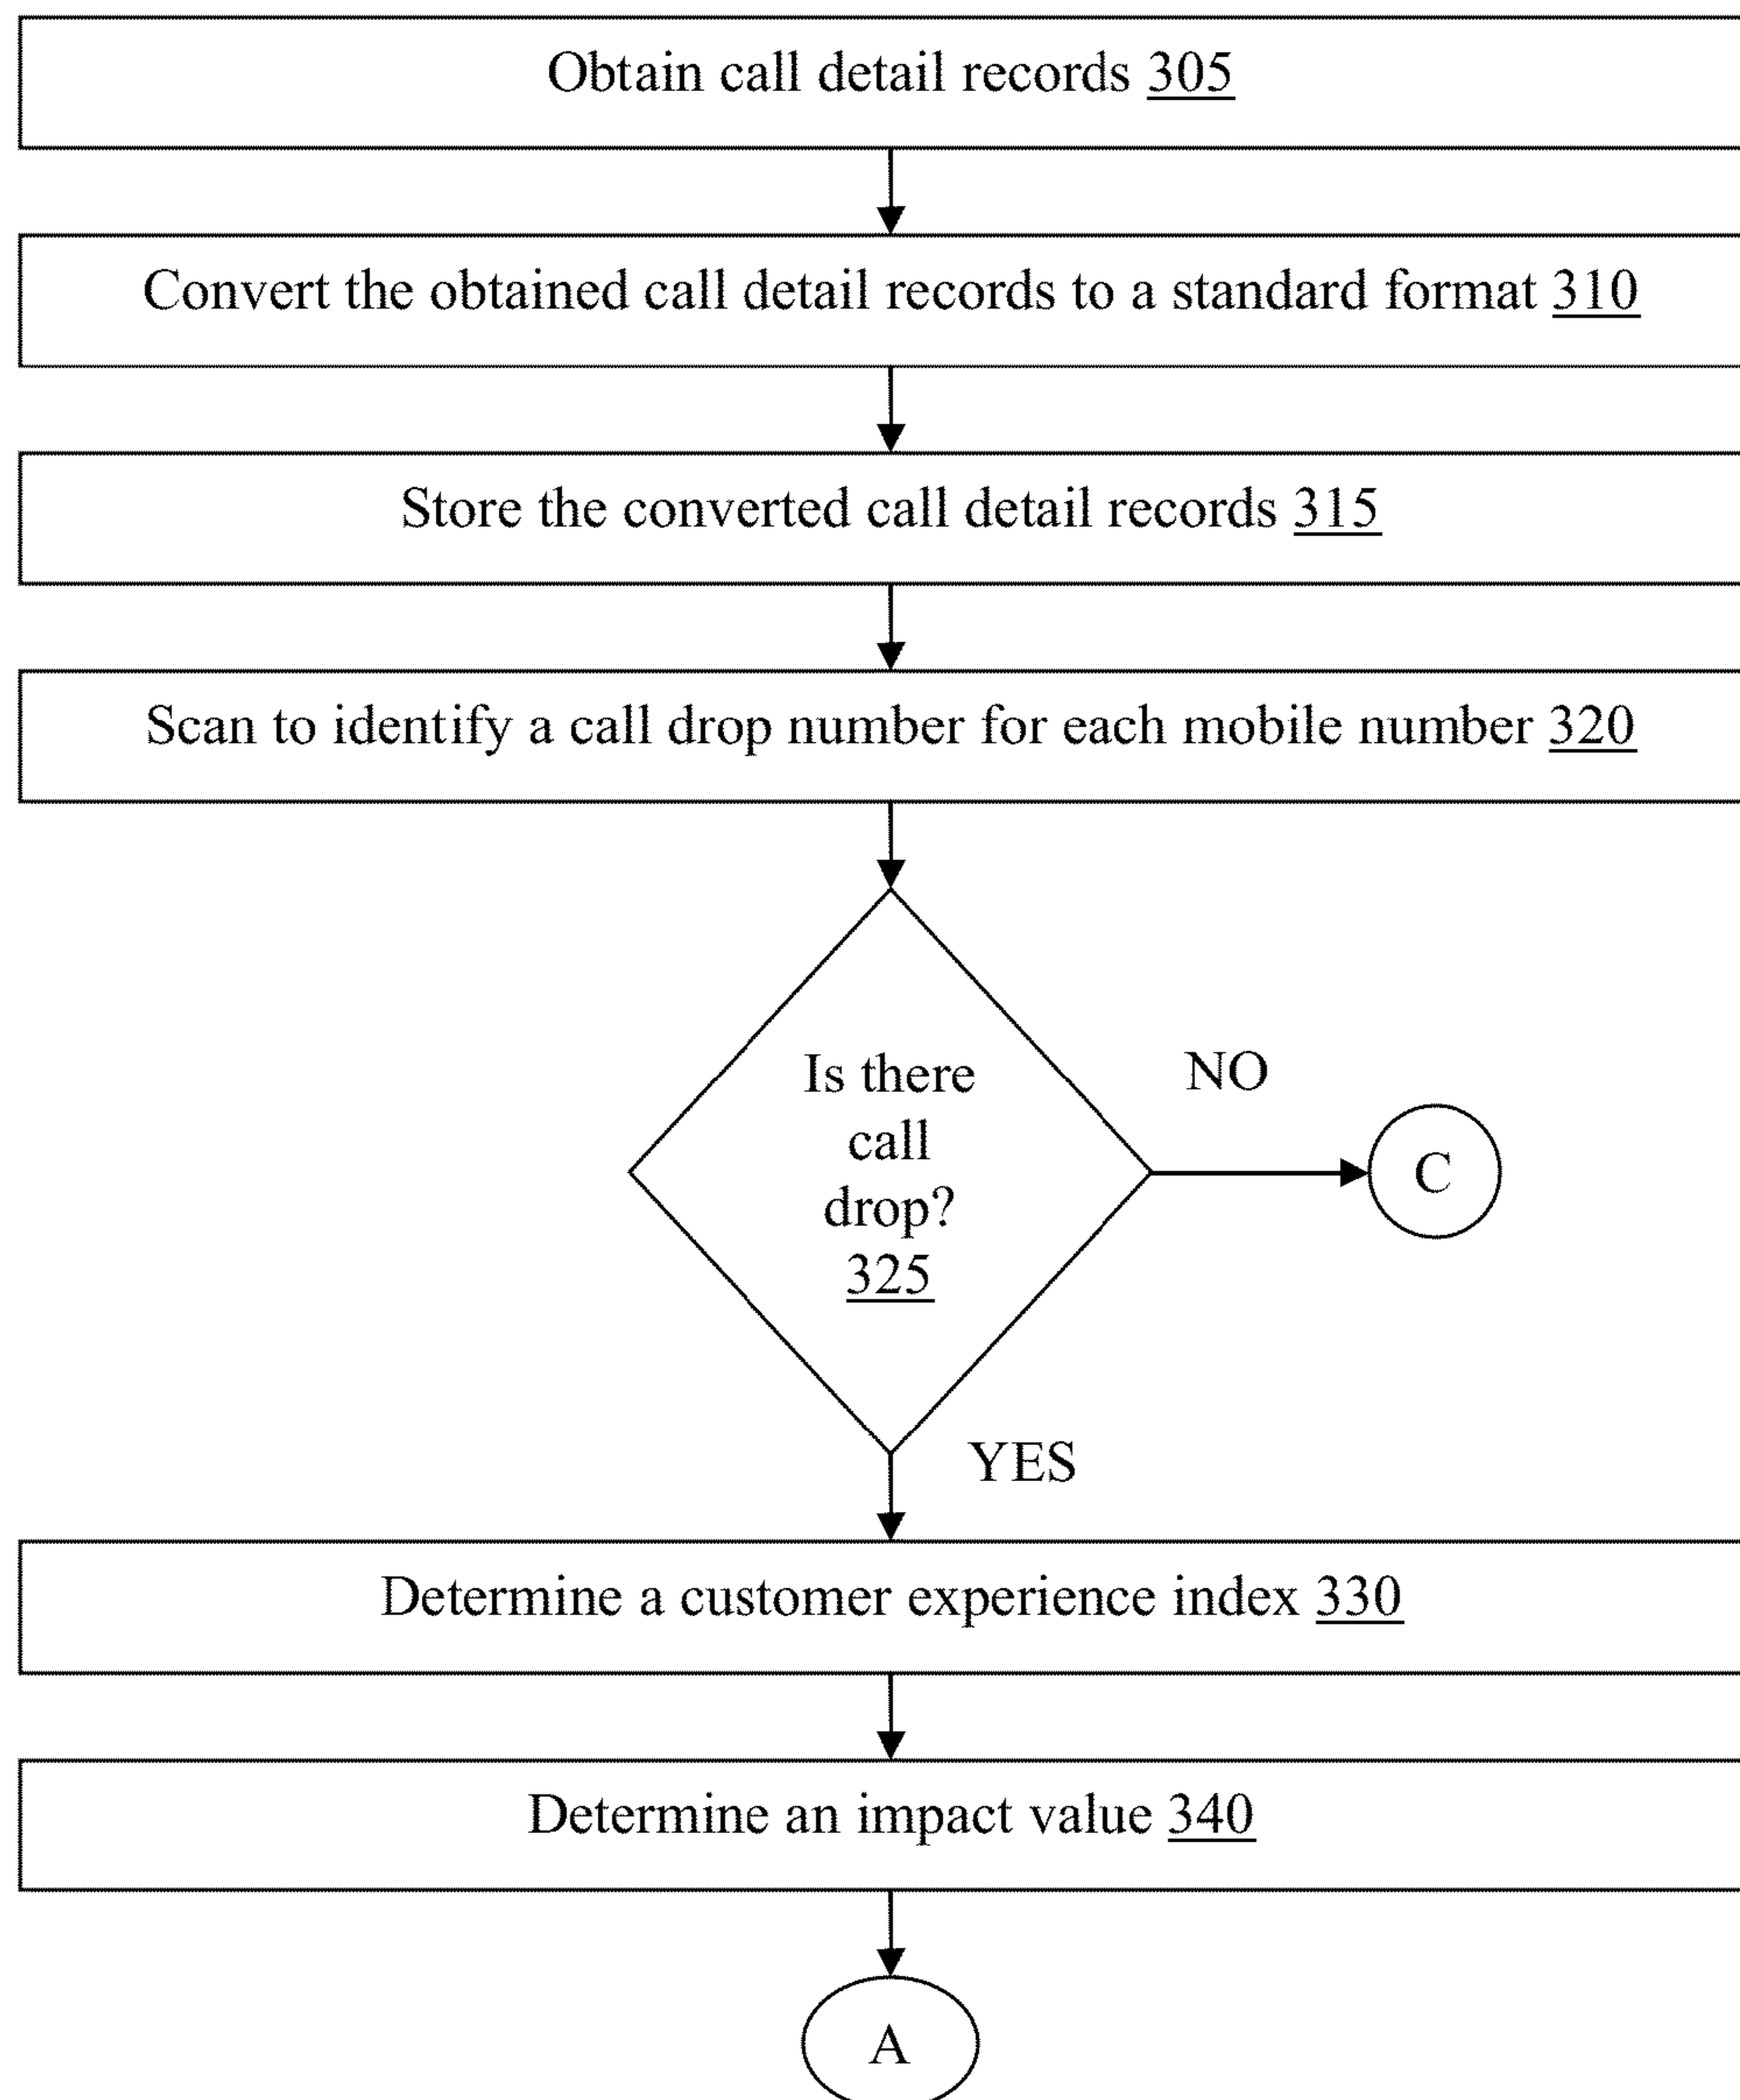 Obtain call detail records 305
Convert the obtained call detail records to a standard format 310
Store the converted call detail records 315
Scan to identify a call drop number for each mobile number 320
Is there
call
drop?
325
NO
C
YES
Determine a customer experience index 330
Determine an impact value 340
A